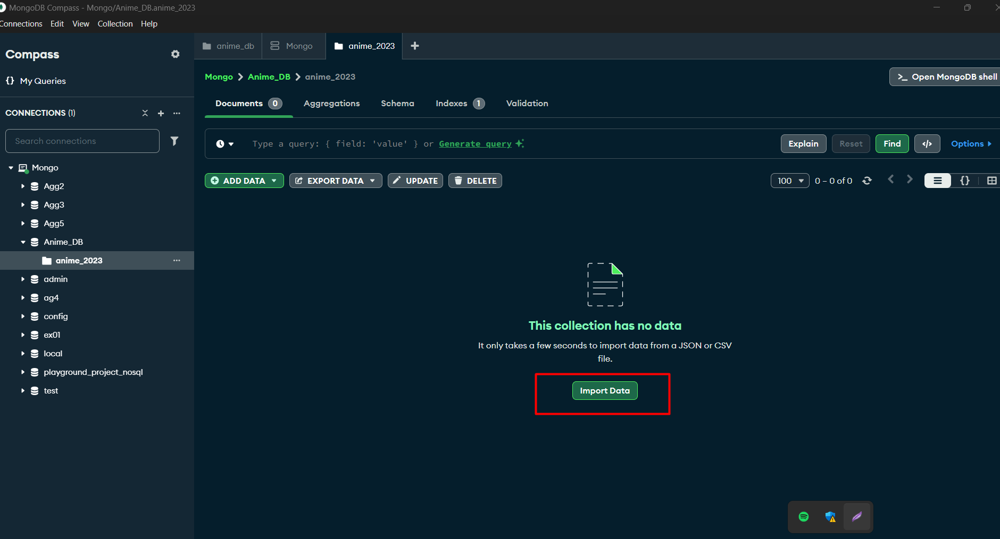 MongoDB Compass - Mongo/Anime_DB.anime_2023
Connections Edit View Collection Help
Compass
{} My Queries
CONNECTIONS (1)
Search connections
Mongo
Agg2
Agg3
Agg5
Anime_DB
anime_2023
admin
ag4
config
ex01
local
playground_project_nosql
test
anime_db Mongo anime_2023
Mongo > Anime_DB > anime_2023
>_ Open MongoDB shell
Documents 0 Aggregations Schema Indexes 1 Validation
Type a query: { field: 'value' } or Generate query
Explain Reset Find </> Options
ADD DATA EXPORT DATA UPDATE DELETE
100 0 – 0 of 0 {}
This collection has no data
It only takes a few seconds to import data from a JSON or CSV
file.
Import Data